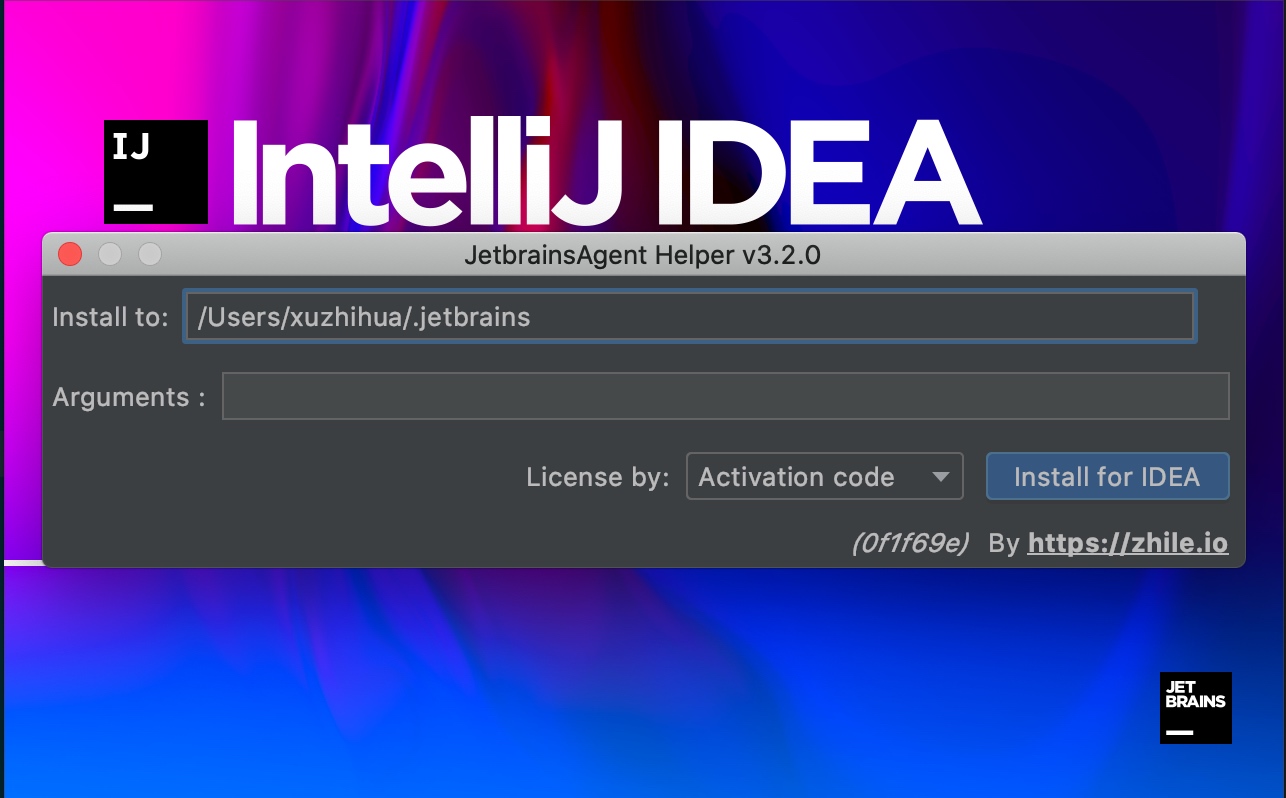 IJ
IntelliJ IDEA
JetbrainsAgent Helper v3.2.0
Install to: /Users/xuzhihua/.jetbrains
Arguments :
License by: Activation code Install for IDEA
(0f1f69e) By https://zhile.io
JET
BRAINS